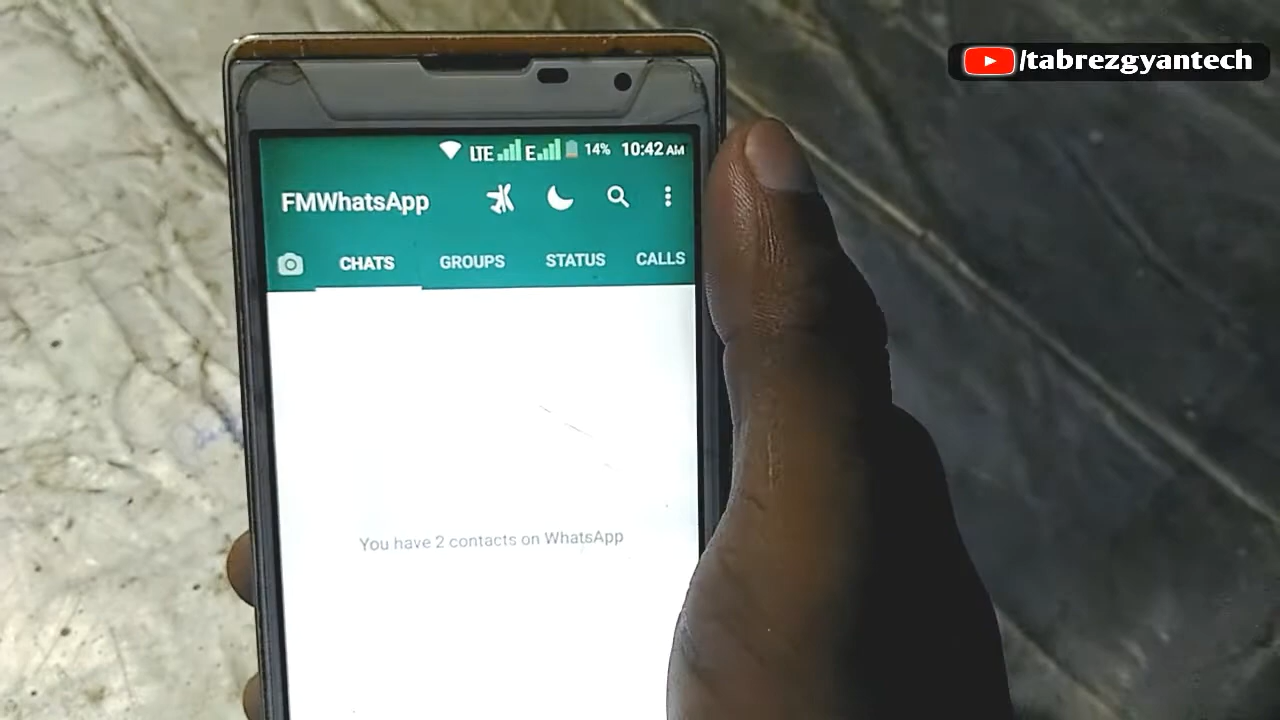 /tabrezgyantech
LTE E 14% 10:42 AM
FMWhatsApp
CHATS GROUPS STATUS CALLS
You have 2 contacts on WhatsApp